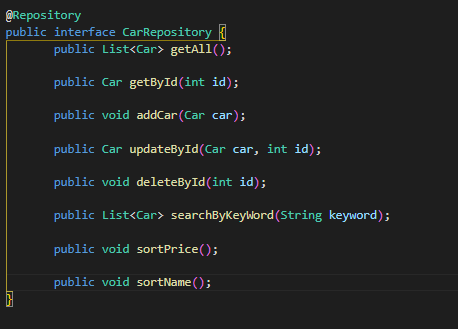 @Repository
public interface CarRepository {
public List<Car> getAll();
public Car getById(int id);
public void addCar(Car car);
public Car updateById(Car car, int id);
public void deleteById(int id);
public List<Car> searchByKeyWord(String keyword);
public void sortPrice();
public void sortName();
}